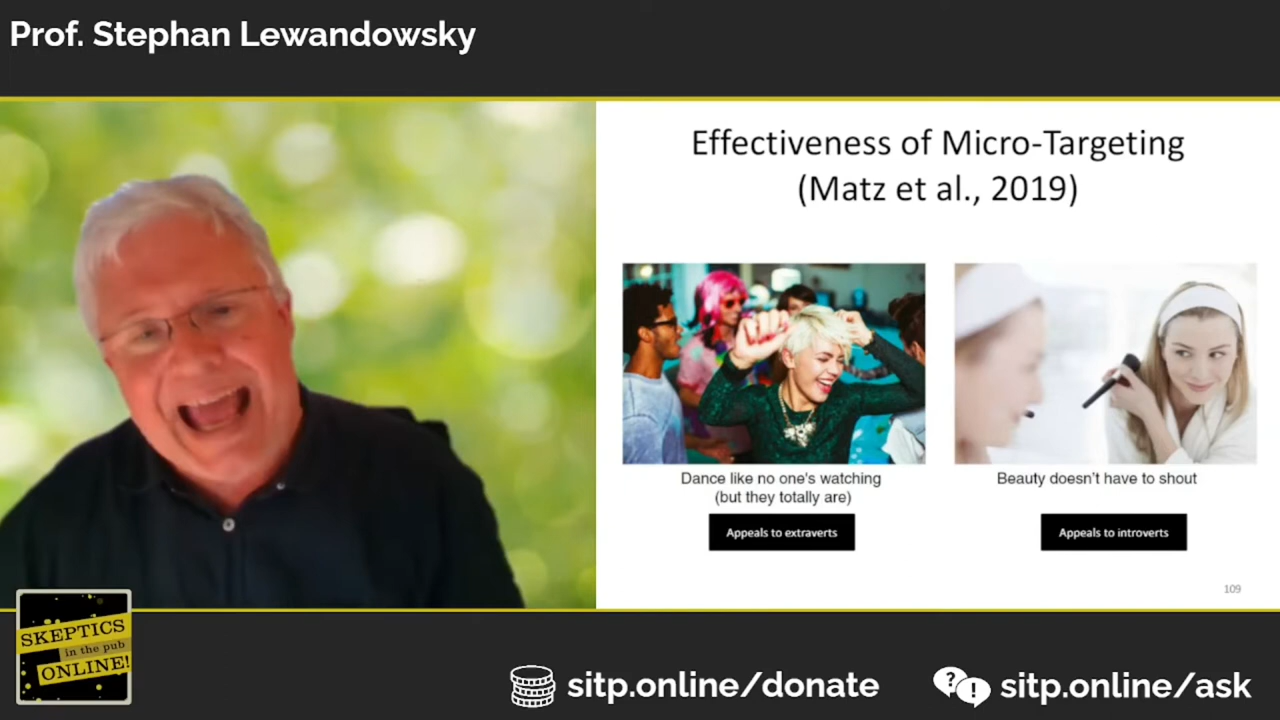 Prof. Stephan Lewandowsky
Effectiveness of Micro-Targeting
(Matz et al., 2019)
Dance like no one's watching
(but they totally are)
Appeals to extraverts
Beauty doesn't have to shout
Appeals to introverts
109
SKEPTICS
in the pub
ONLINE!
sitp.online/donate
? !
sitp.online/ask